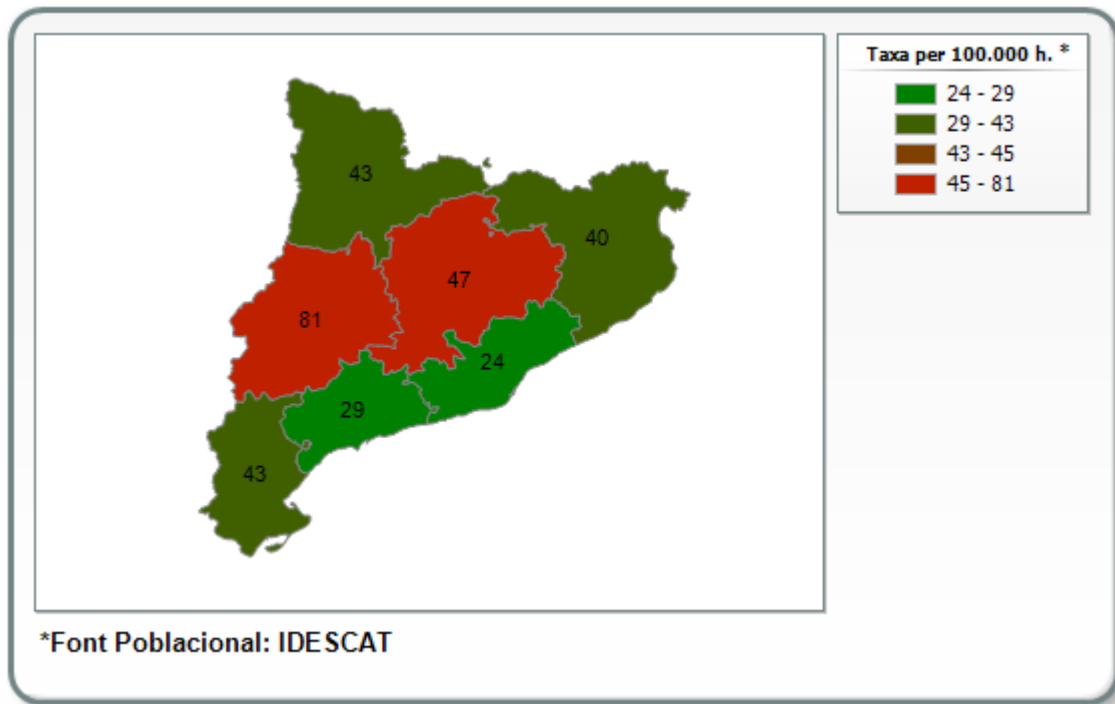 Taxa per 100.000 h. *
24 - 29
29 - 43
43 - 45
45 - 81
43
40
47
81
24
29
43
*Font Poblacional: IDESCAT